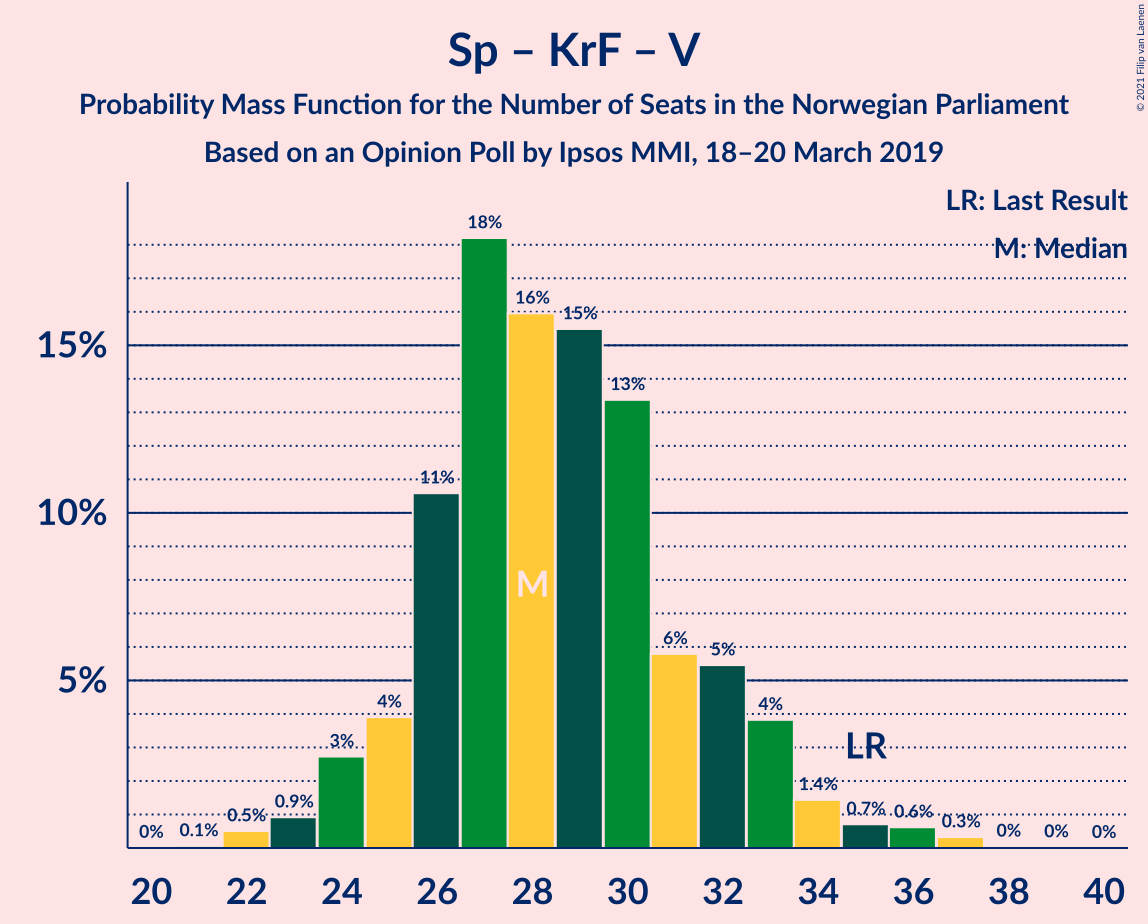 Sp – KrF – V
Probability Mass Function for the Number of Seats in the Norwegian Parliament
Based on an Opinion Poll by Ipsos MMI, 18–20 March 2019
© 2021 Filip van Laenen
LR: Last Result
M: Median
18%
16%
15%
15%
13%
11%
10%
M
6%
5%
5%
4%
4%
LR
3%
1.4%
0.9%
0.5%
0.7%
0.6%
0.3%
0%
0.1%
0%
0%
0%
20 22 24 26 28 30 32 34 36 38 40